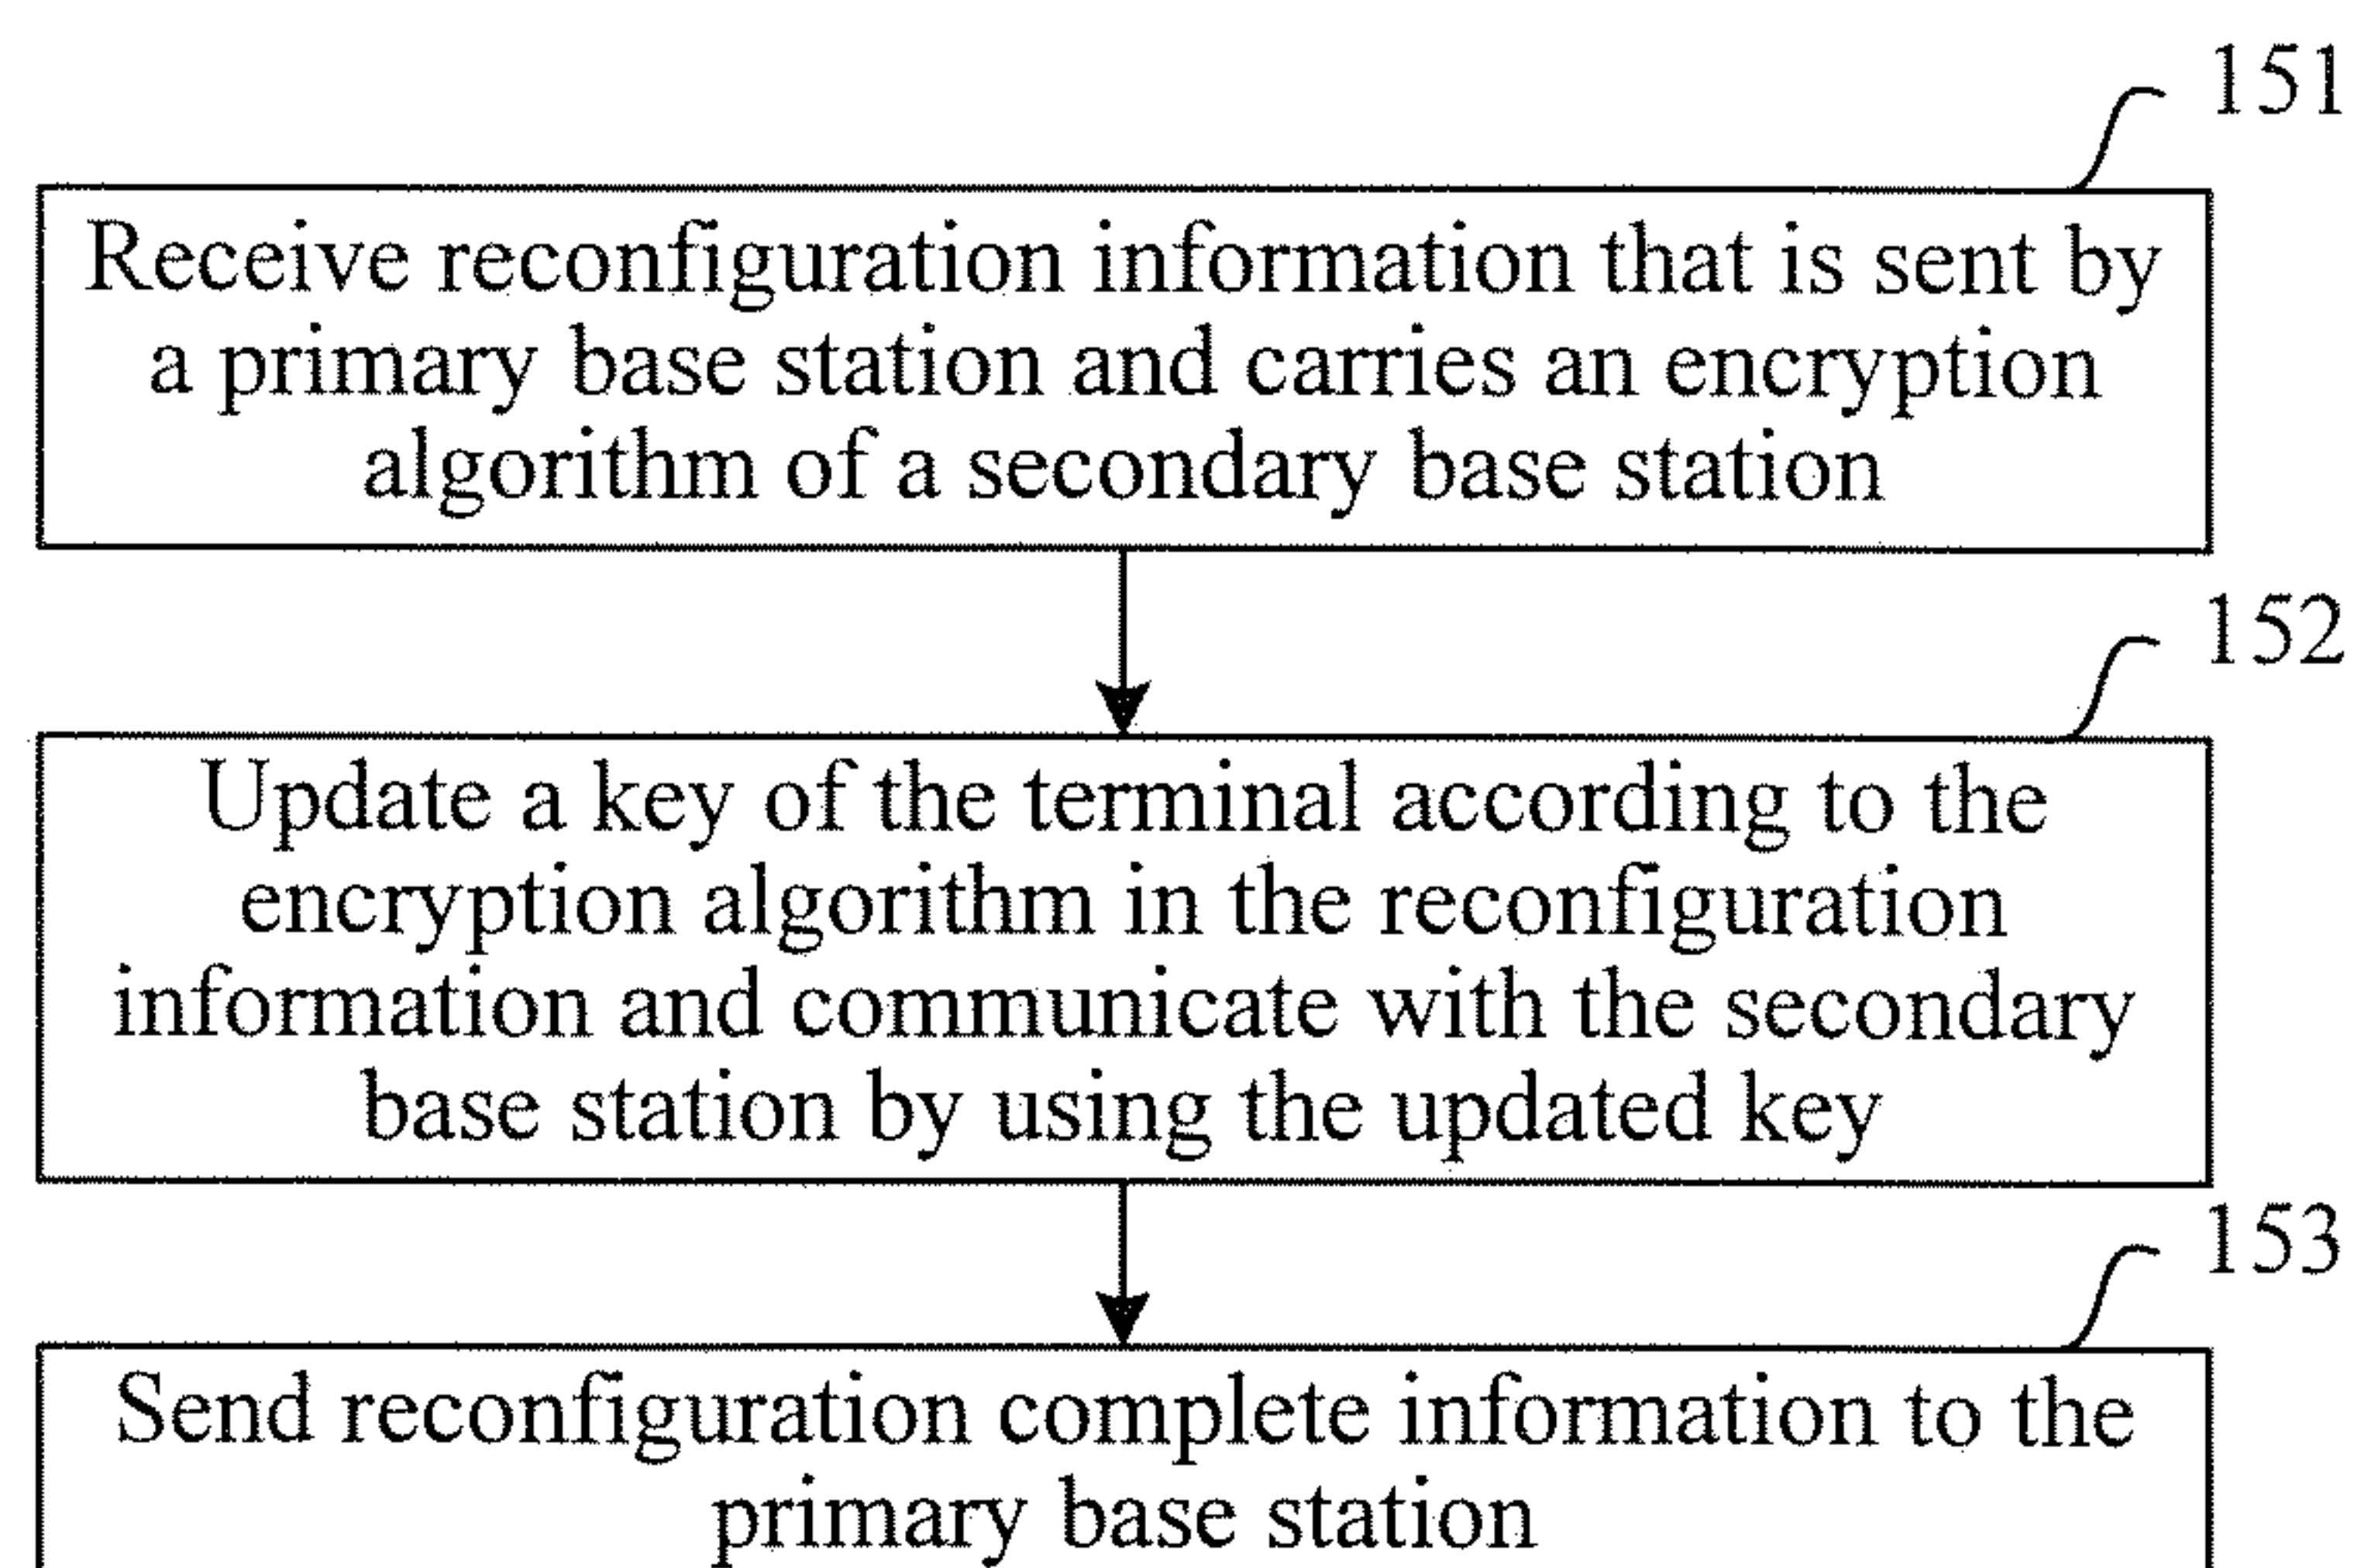 151
Receive reconfiguration information that is sent by
a primary base station and carries an encryption
algorithm of a secondary base station
152
Update a key of the terminal according to the
encryption algorithm in the reconfiguration
information and communicate with the secondary
base station by using the updated key
153
Send reconfiguration complete information to the
primary base station